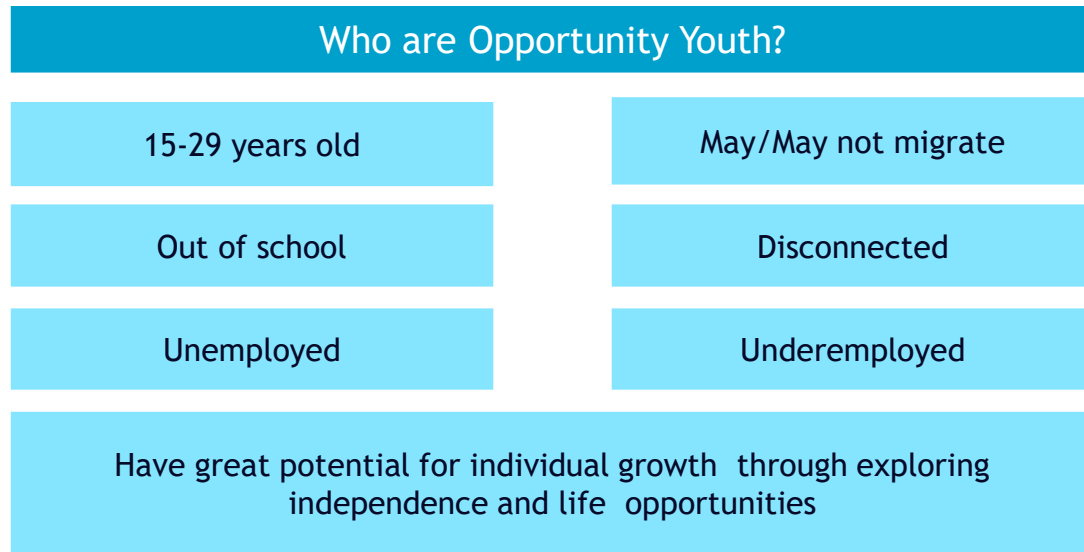 Who are Opportunity Youth?
15-29 years old
May/May not migrate
Out of school
Disconnected
Unemployed
Underemployed
Have great potential for individual growth through exploring
independence and life opportunities